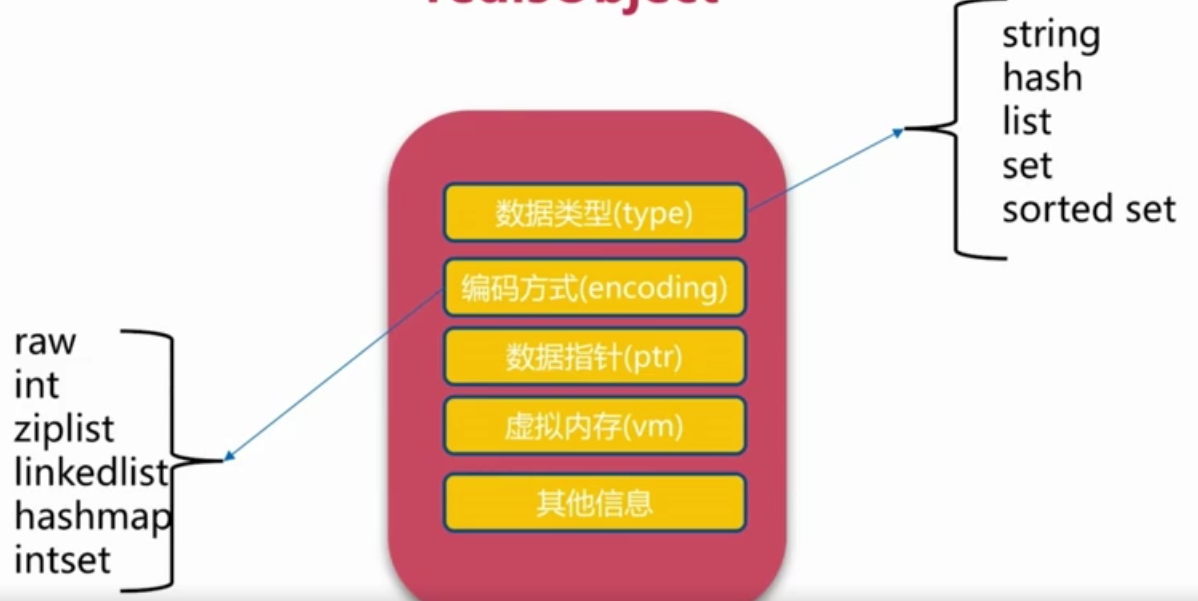 redisObject
string
hash
list
set
sorted set
数据类型(type)
编码方式(encoding)
数据指针(ptr)
虚拟内存(vm)
其他信息
raw
int
ziplist
linkedlist
hashmap
intset